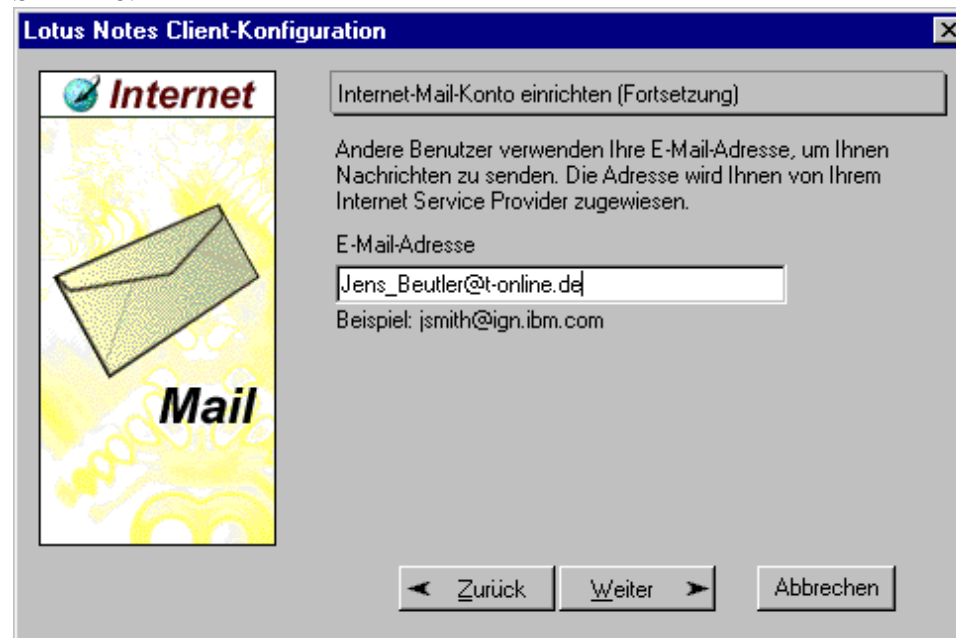 Lotus Notes Client-Konfiguration
Internet
Internet-Mail-Konto einrichten (Fortsetzung)
Andere Benutzer verwenden Ihre E-Mail-Adresse, um Ihnen
Nachrichten zu senden. Die Adresse wird Ihnen von Ihrem
Internet Service Provider zugewiesen.
E-Mail-Adresse
Jens_Beutler@t-online.de
Beispiel: jsmith@ign.ibm.com
Mail
Zurück
Weiter
Abbrechen